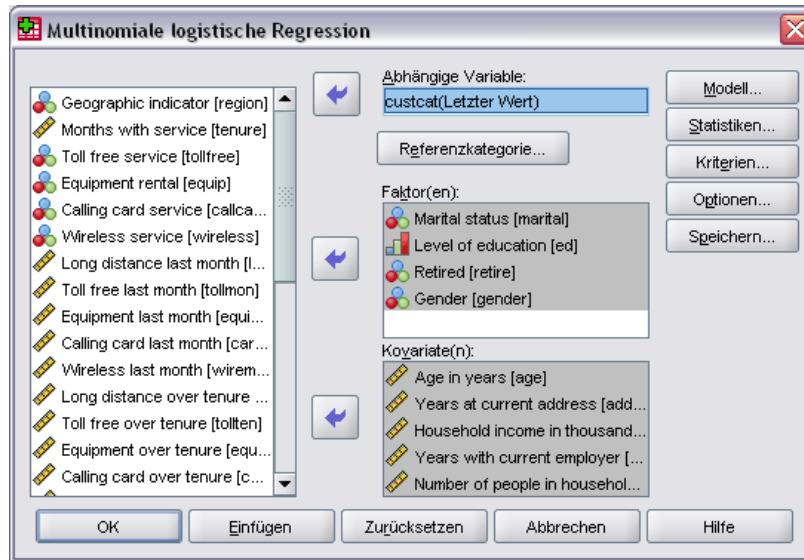 Multinomiale logistische Regression
Geographic indicator [region]
Months with service [tenure]
Toll free service [tollfree]
Equipment rental [equip]
Calling card service [callca...
Wireless service [wireless]
Long distance last month [l...
Toll free last month [tollmon]
Equipment last month [equi...
Calling card last month [car...
Wireless last month [wirem...
Long distance over tenure ...
Toll free over tenure [tollten]
Equipment over tenure [equ...
Calling card over tenure [c...
Abhängige Variable:
custcat(Letzter Wert)
Referenzkategorie...
Faktor(en):
Marital status [marital]
Level of education [ed]
Retired [retire]
Gender [gender]
Kovariate(n):
Age in years [age]
Years at current address [add...
Household income in thousand...
Years with current employer [...
Number of people in househol...
Modell...
Statistiken...
Kriterien...
Optionen...
Speichern...
OK
Einfügen
Zurücksetzen
Abbrechen
Hilfe